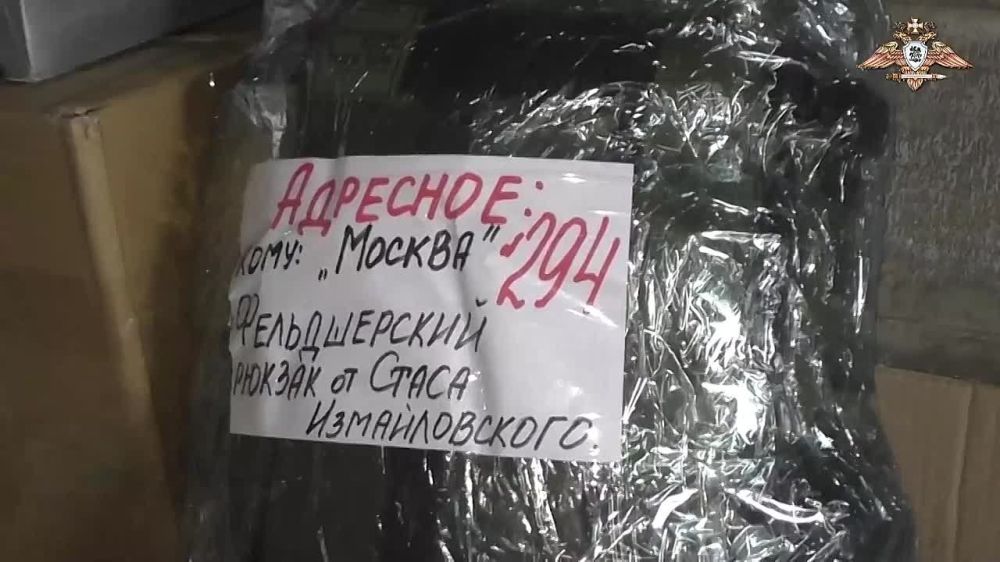 АДРЕСНОЕ:
КОМУ: „МОСКВА" 294
ФЕЛЬДШЕРСКИЙ
РЮКЗАК от СТАСА
ИЗМАЙЛОВСКОГО.